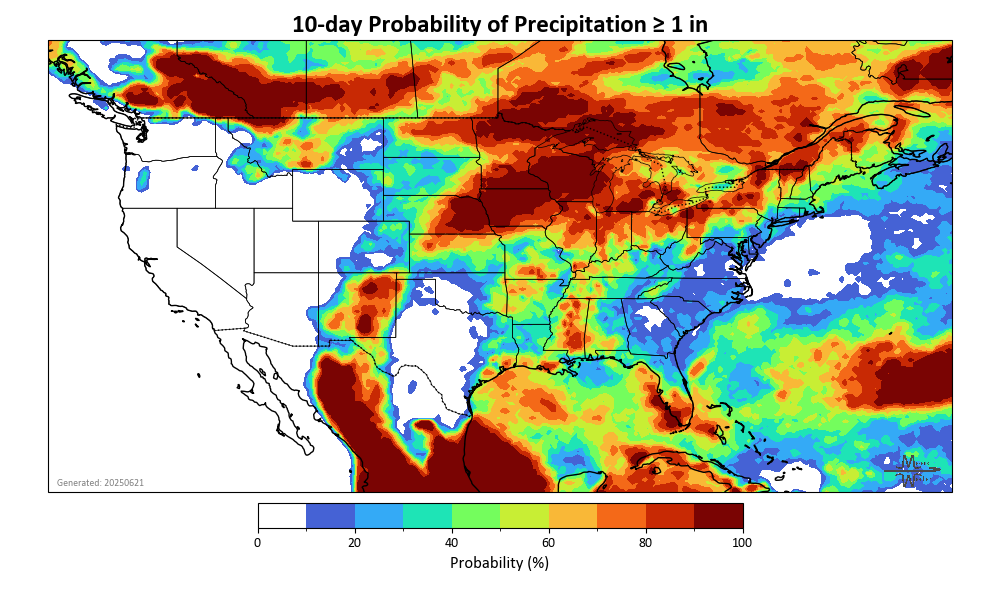 10-day Probability of Precipitation ≥ 1 in
Generated: 20250621
0 20 40 60 80 100
Probability (%)